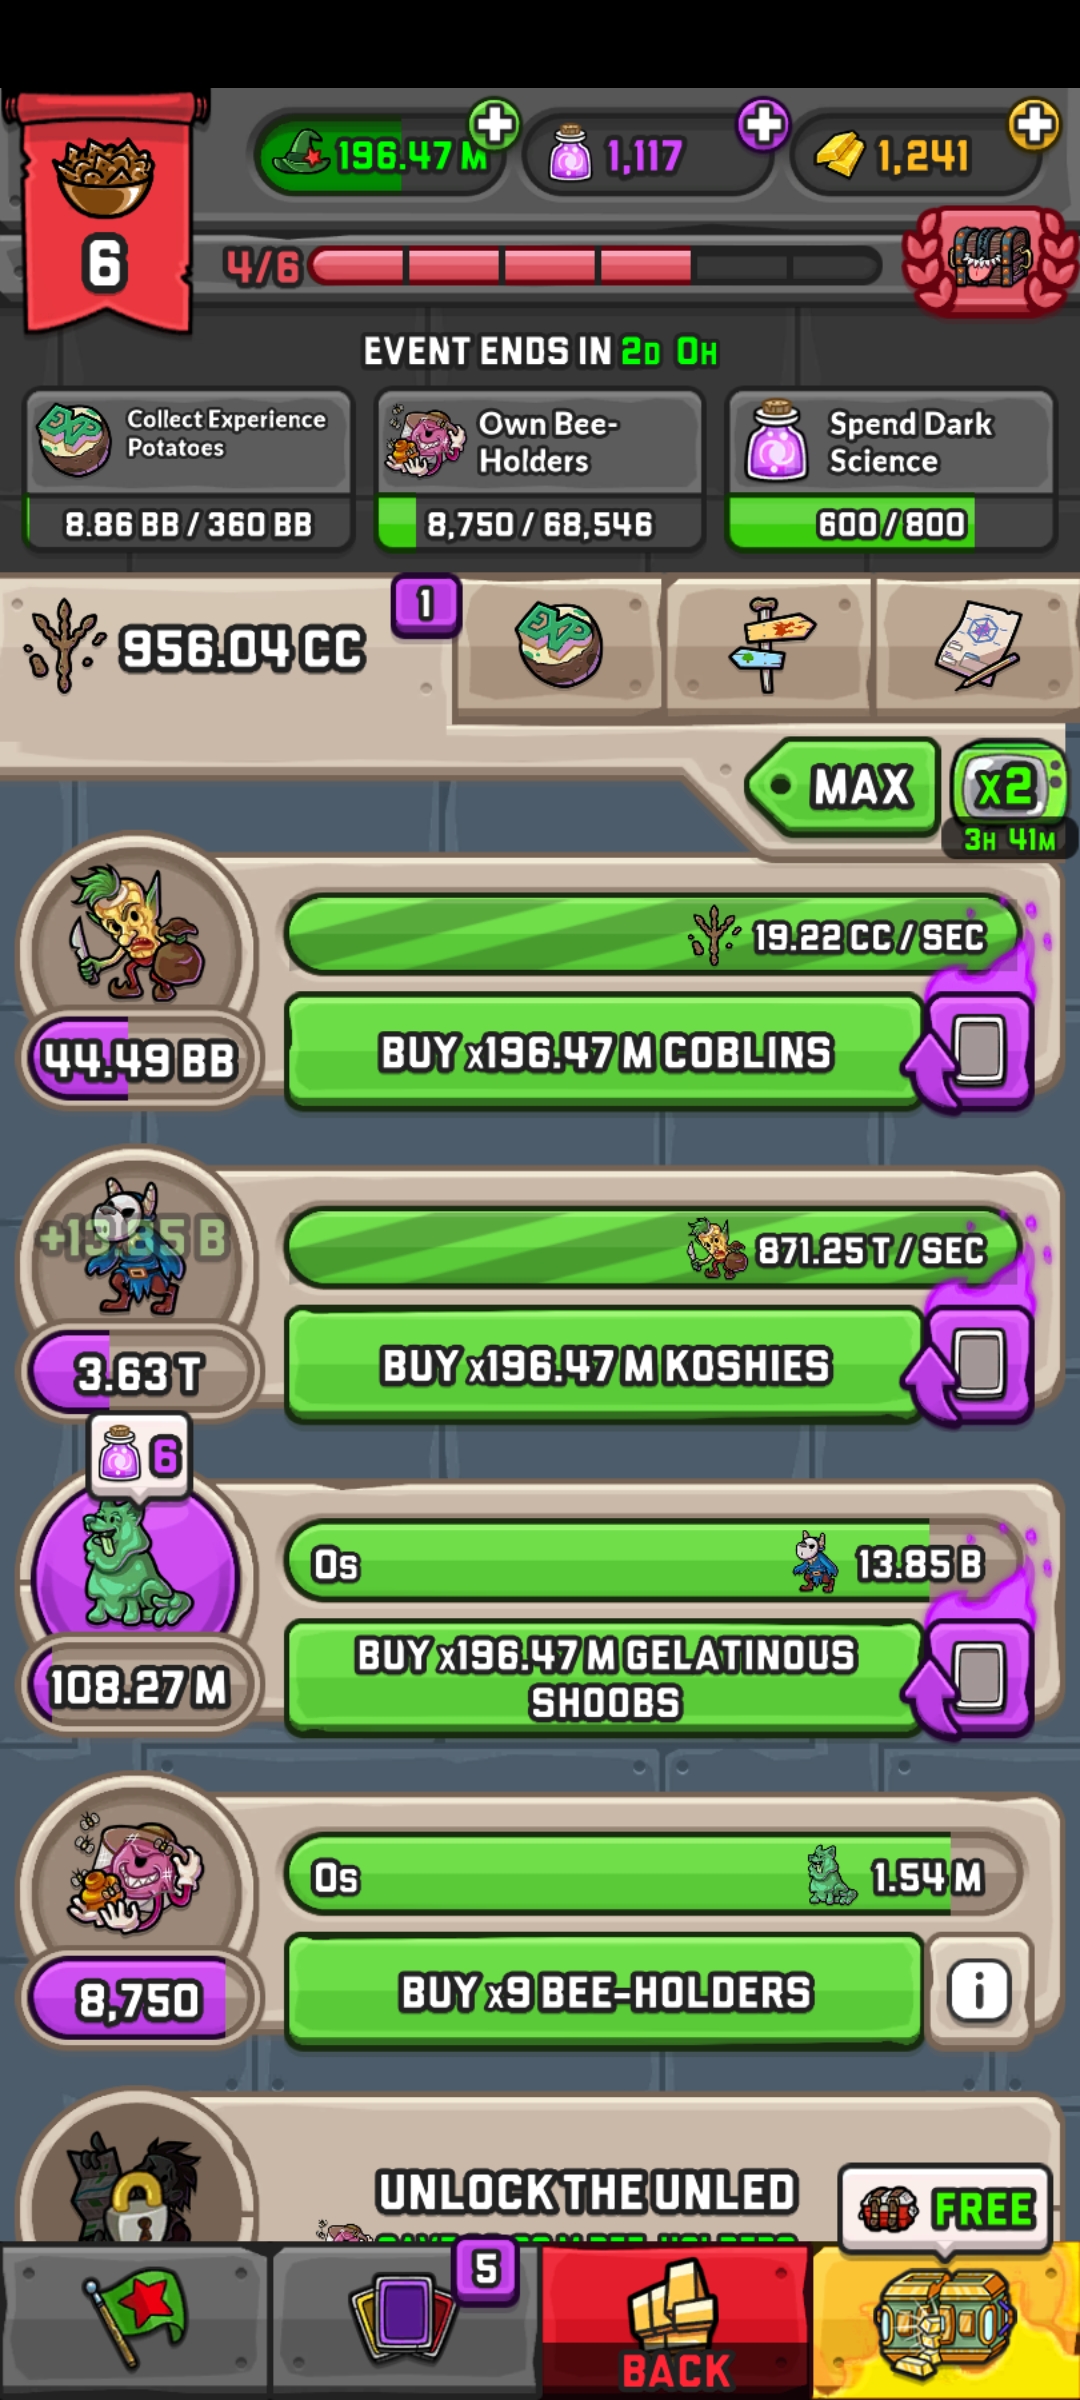 196.47 M
1,117
1,241
6
4/6
EVENT ENDS IN 2D 0H
Collect Experience Potatoes
8.86 BB / 360 BB
Own Bee-Holders
8,750 / 68,546
Spend Dark Science
600 / 800
956.04 CC
1
EXP
MAX
x2
3H 41M
19.22 CC / SEC
44.49 BB
BUY x196.47 M COBLINS
+13.85 B
871.25 T / SEC
3.63 T
BUY x196.47 M KOSHIES
6
0s
13.85 B
108.27 M
BUY x196.47 M GELATINOUS
SHOOBS
0s
1.54 M
8,750
BUY x9 BEE-HOLDERS
i
UNLOCK THE UNLED
FREE
5
BACK